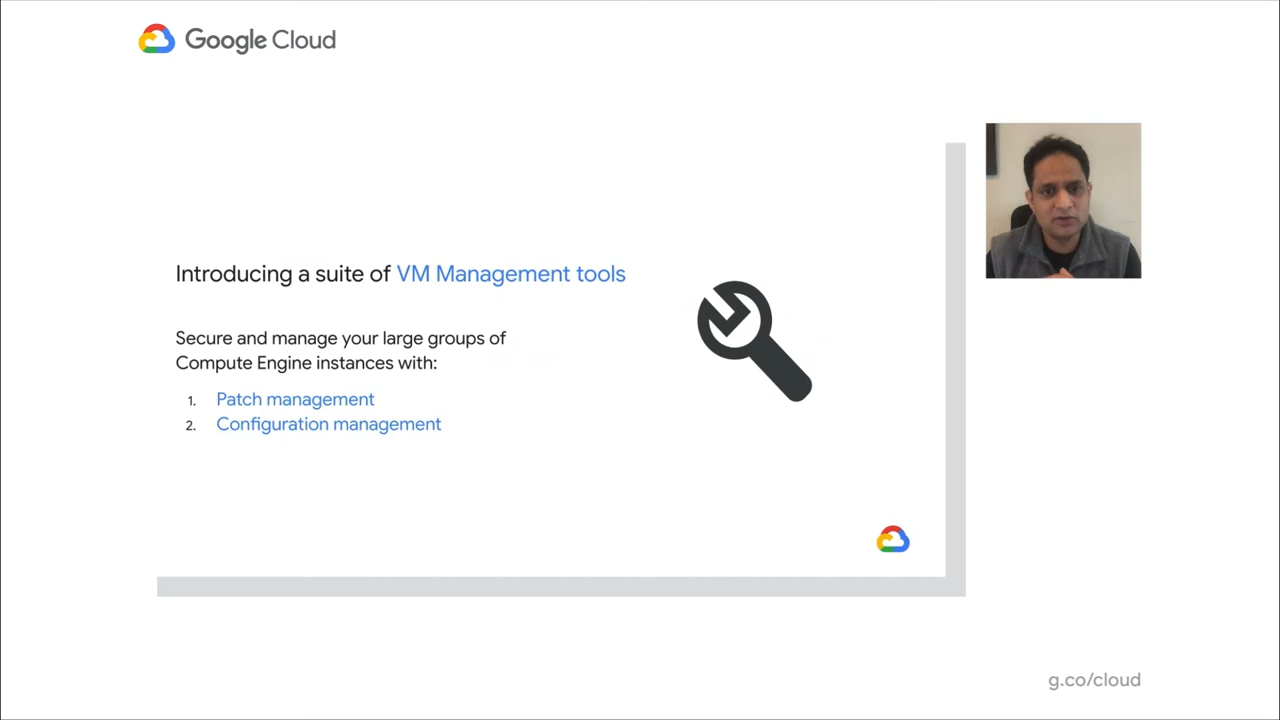 Google Cloud
Introducing a suite of VM Management tools
Secure and manage your large groups of
Compute Engine instances with:
1. Patch management
2. Configuration management
g.co/cloud